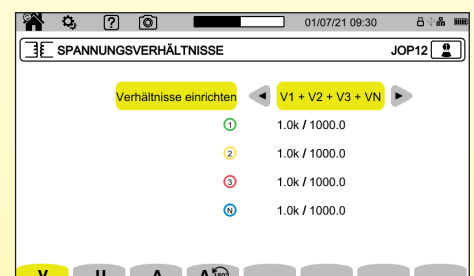 ? 01/07/21 09:30
SPANNUNGSVERHÄLTNISSE JOP12
Verhältnisse einrichten V1 + V2 + V3 + VN
1 1.0k / 1000.0
2 1.0k / 1000.0
3 1.0k / 1000.0
N 1.0k / 1000.0
V U A A 180°